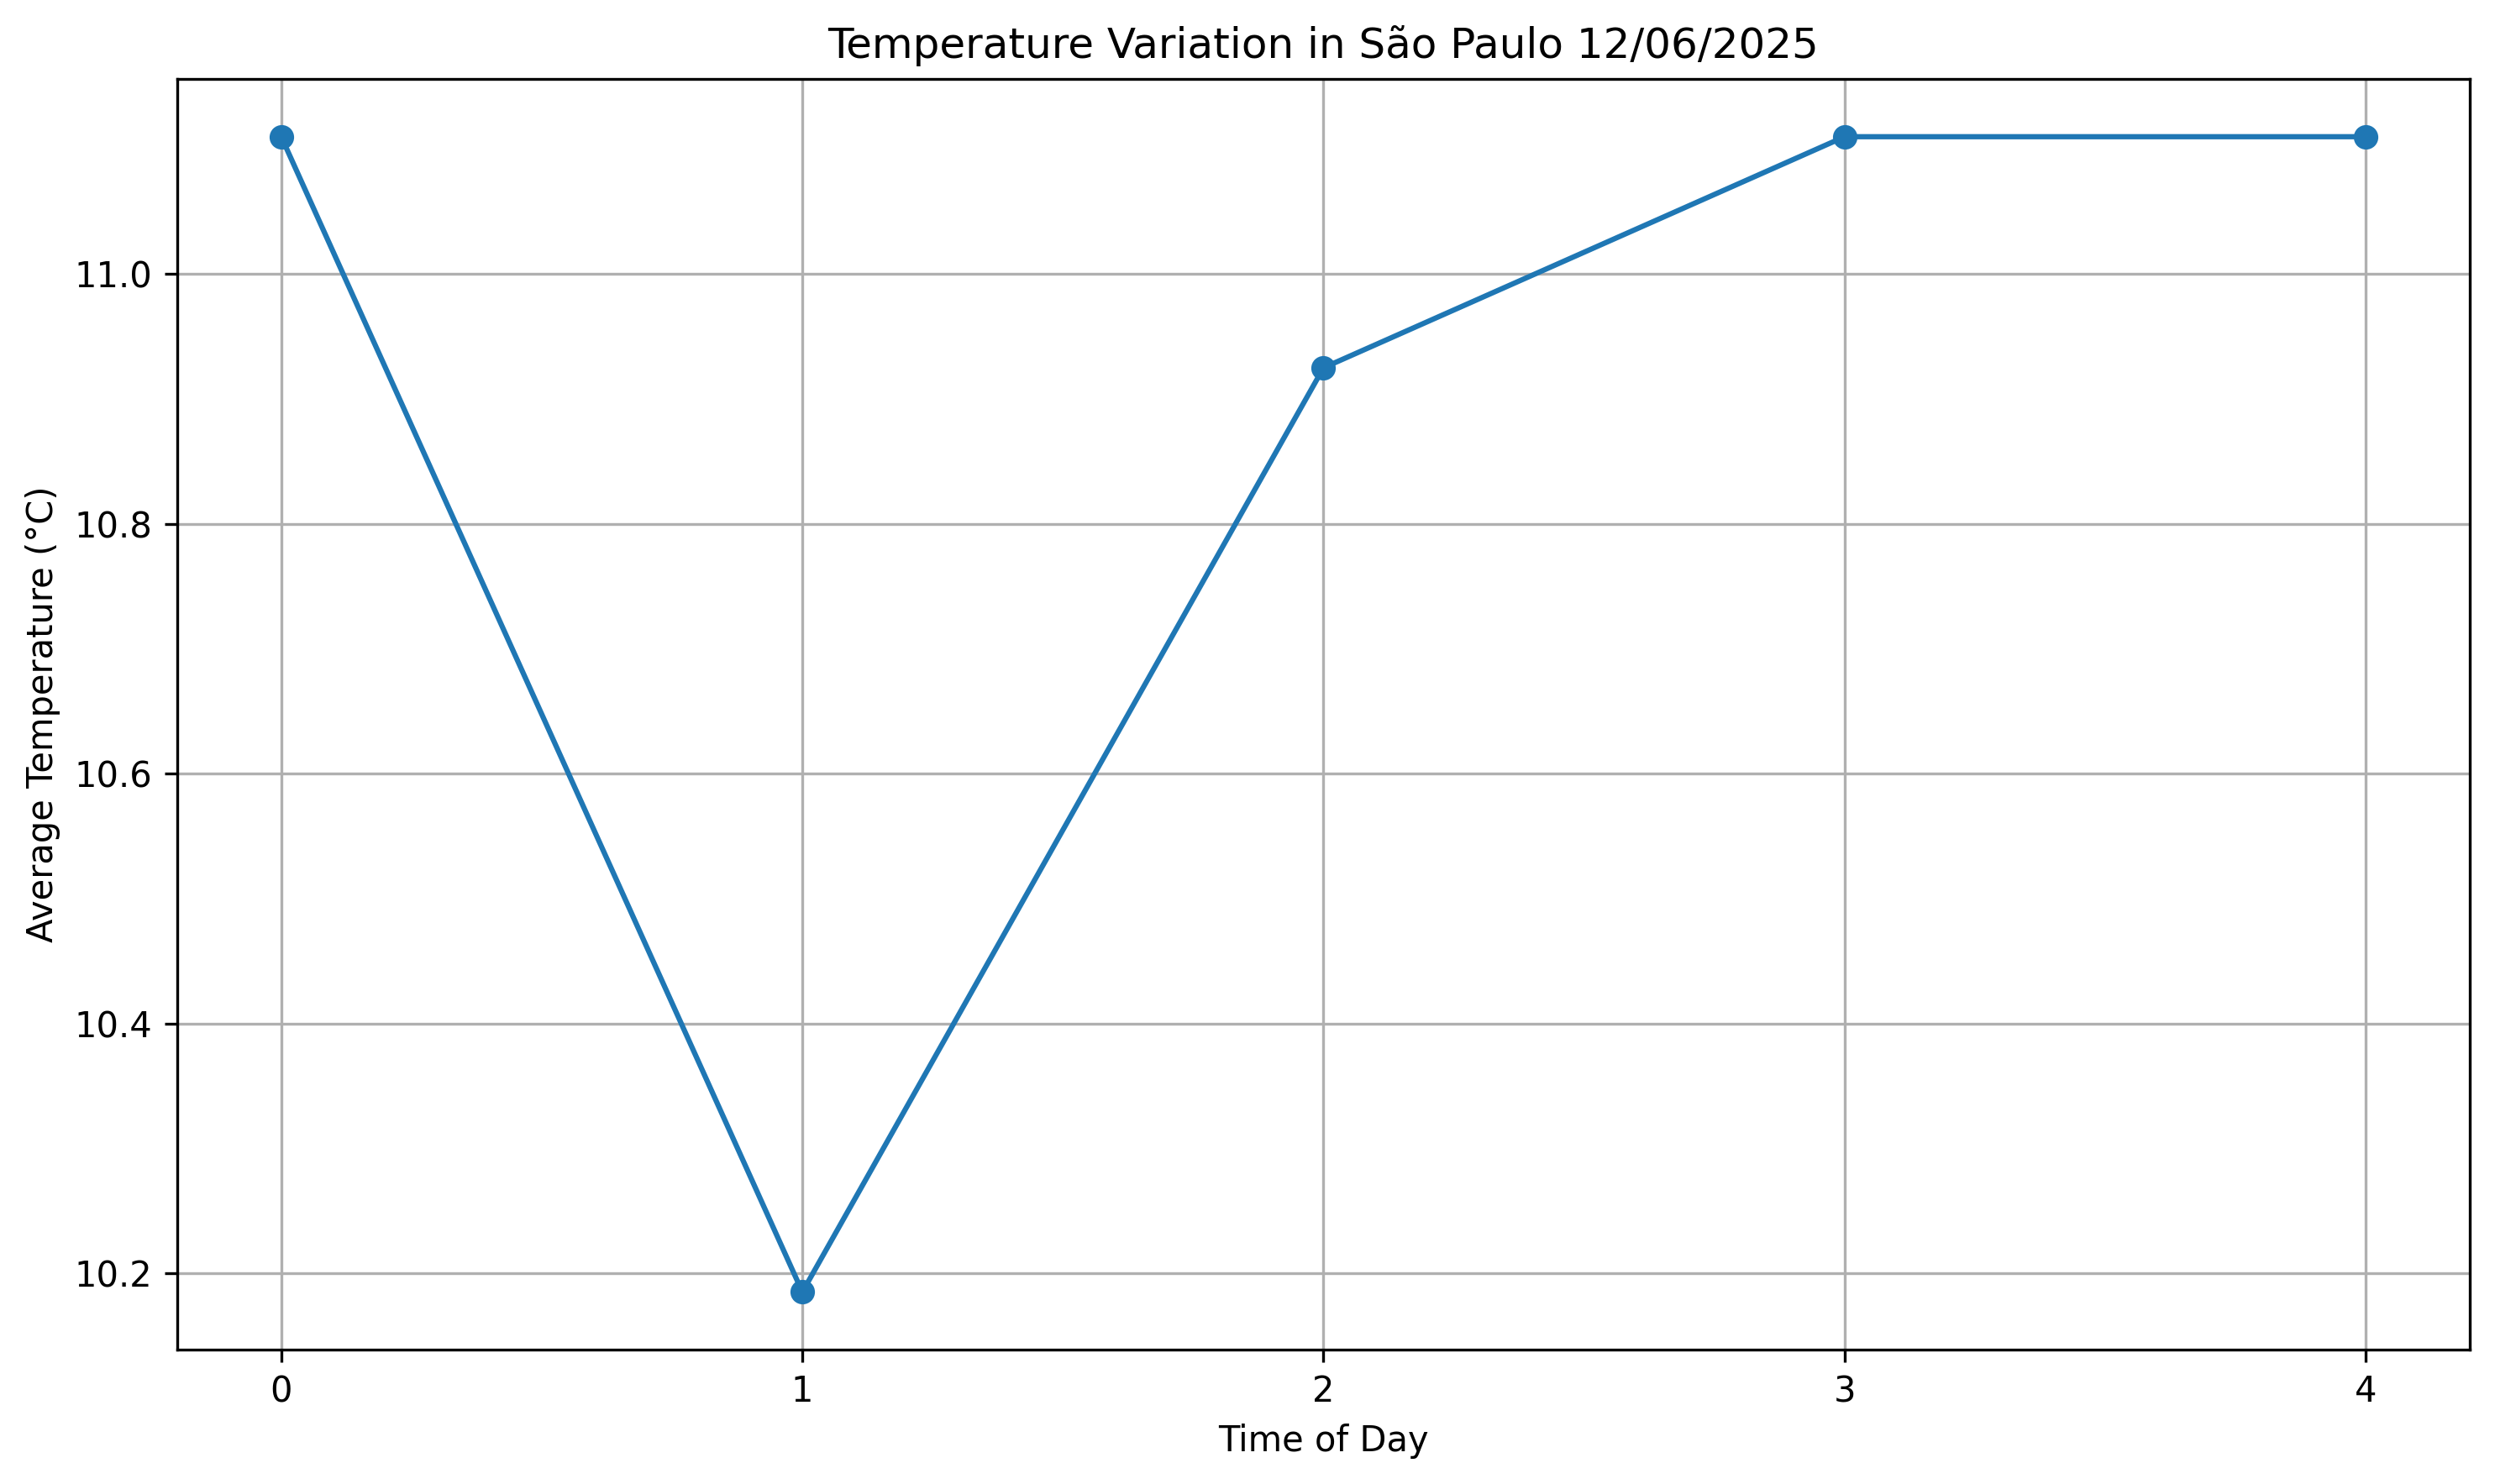 Temperature Variation in São Paulo 12/06/2025
Average Temperature (°C)
11.0
10.8
10.6
10.4
10.2
0 1 2 3 4
Time of Day